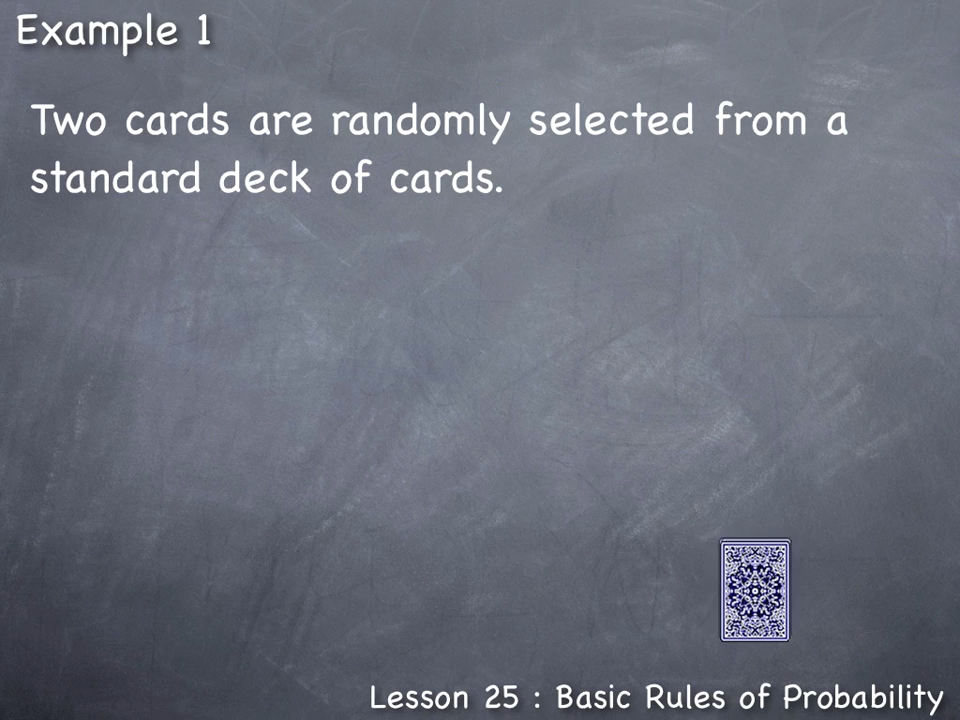 Example 1
Two cards are randomly selected from a
standard deck of cards.
Lesson 25 : Basic Rules of Probability